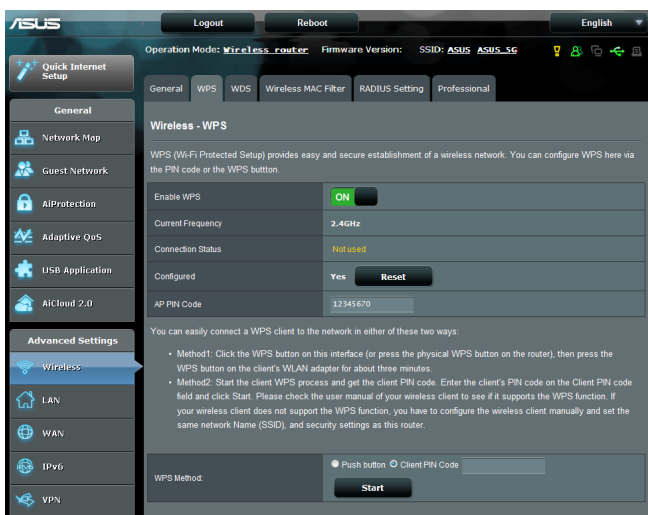 ASUS
Logout
Reboot
English
Operation Mode: Wireless router Firmware Version: SSID: ASUS ASUS_5G
Quick Internet
Setup
General
Network Map
Guest Network
AiProtection
Adaptive QoS
USB Application
AiCloud 2.0
Advanced Settings
Wireless
LAN
WAN
IPv6
VPN
General WPS WDS Wireless MAC Filter RADIUS Setting Professional
Wireless - WPS
WPS (Wi-Fi Protected Setup) provides easy and secure establishment of a wireless network. You can configure WPS here via
the PIN code or the WPS buttton.
Enable WPS ON
Current Frequency 2.4GHz
Connection Status Not used
Configured Yes Reset
AP PIN Code 12345670
You can easily connect a WPS client to the network in either of these two ways:
• Method1: Click the WPS button on this interface (or press the physical WPS button on the router), then press the
WPS button on the client's WLAN adapter for about three minutes.
• Method2: Start the client WPS process and get the client PIN code. Enter the client's PIN code on the Client PIN code
field and click Start. Please check the user manual of your wireless client to see if it supports the WPS function. If
your wireless client does not support the WPS function, you have to configure the wireless client manually and set the
same network Name (SSID), and security settings as this router.
WPS Method: Push button Client PIN Code
Start